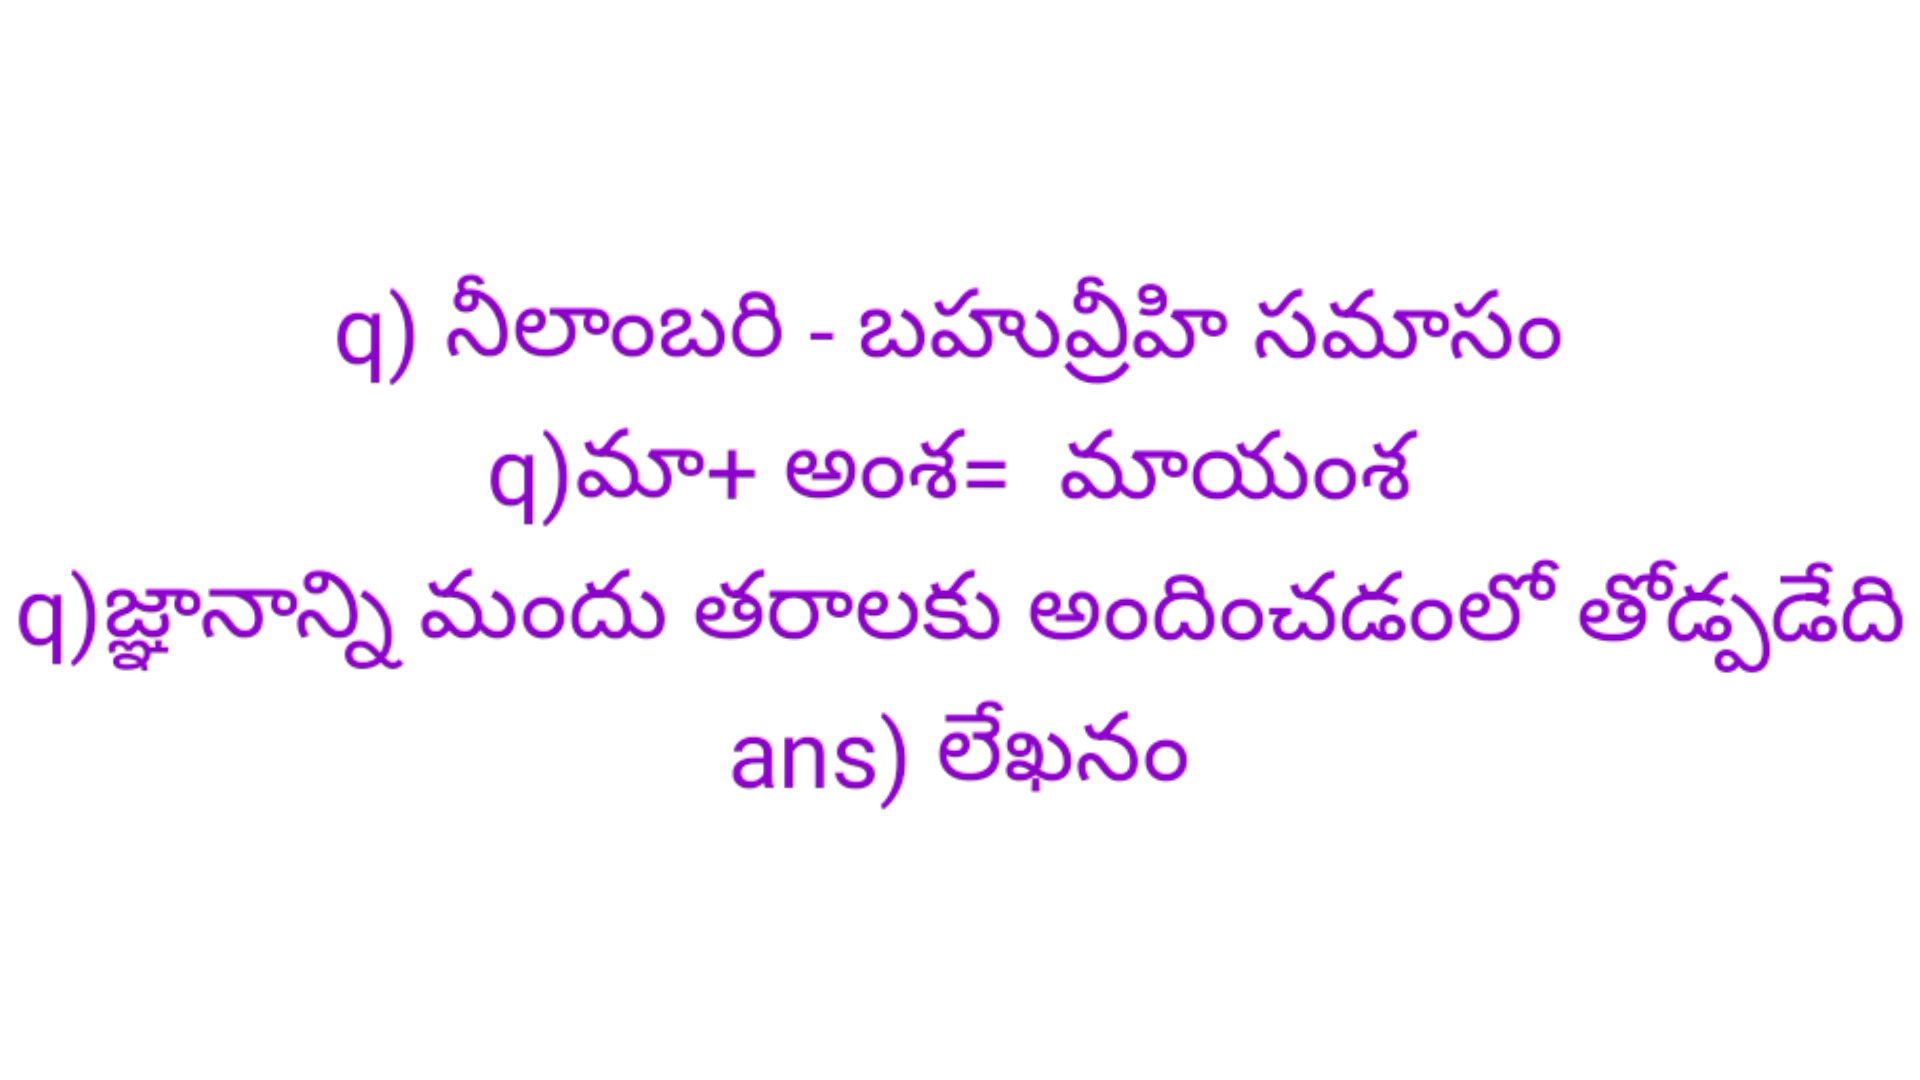 q) నీలాంబరి - బహువ్రీహి సమాసం
q)మా+ అంశ=  మాయంశ
q)జ్ఞానాన్ని మందు తరాలకు అందించడంలో తోడ్పడేది
ans) లేఖనం